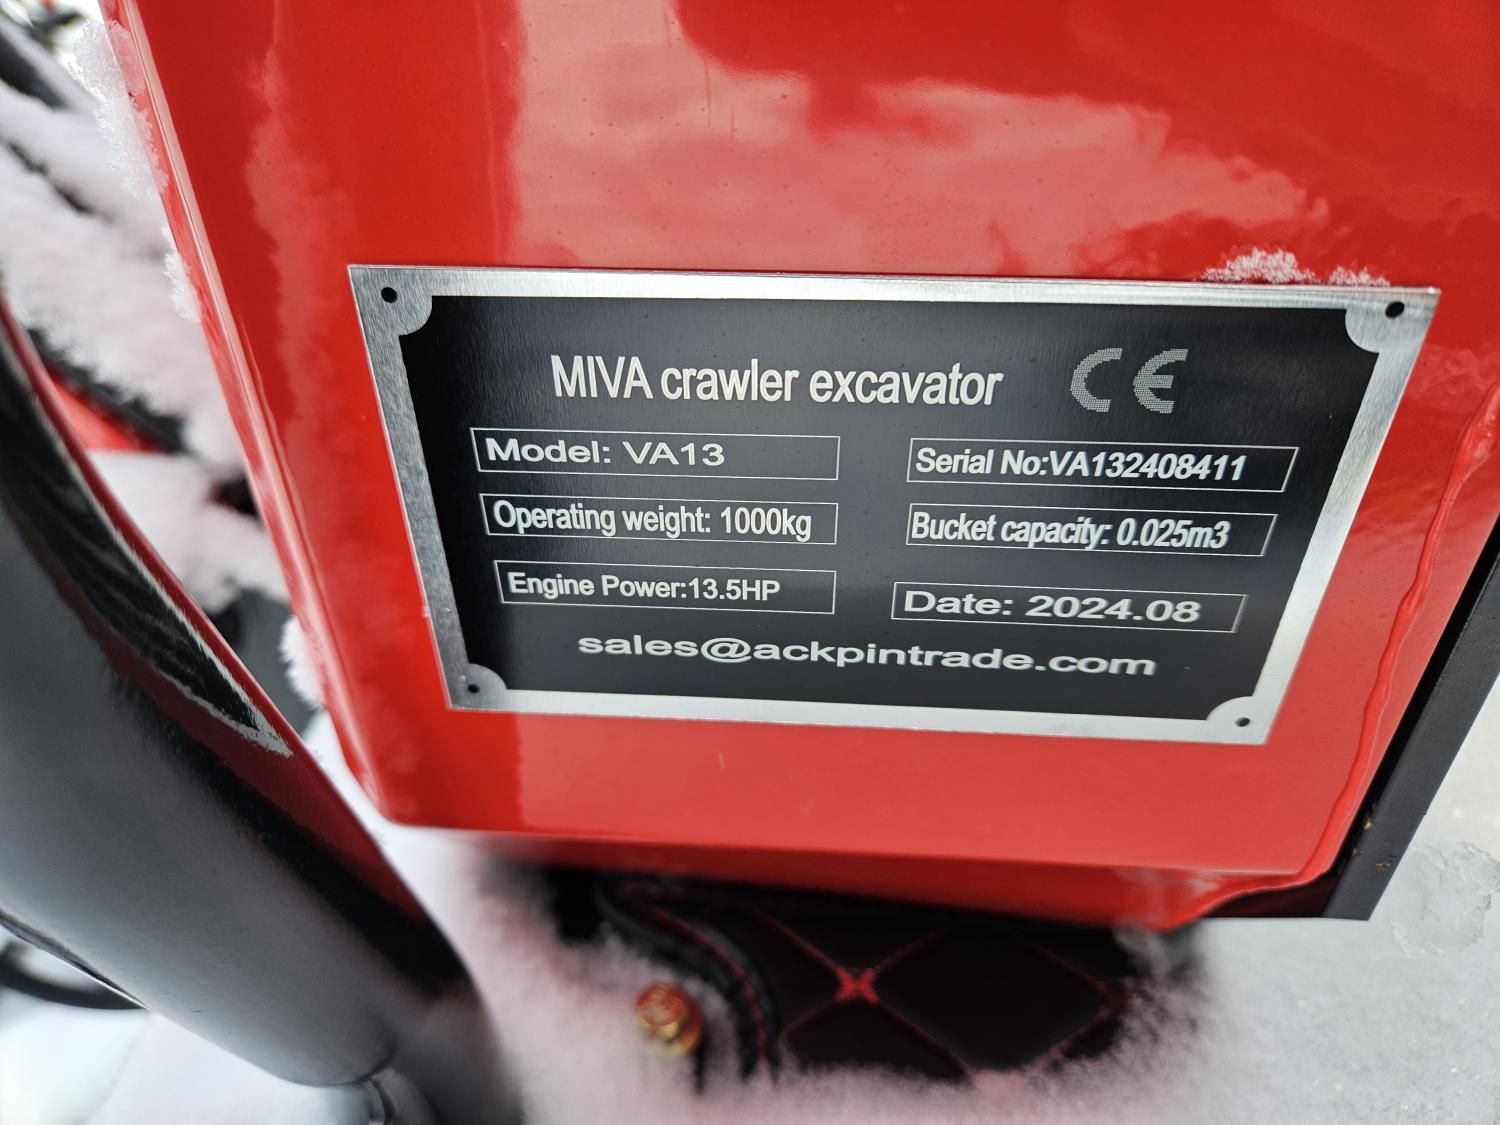 MIVA crawler excavator CE
Model: VA13
Serial No:VA132408411
Operating weight: 1000kg
Bucket capacity: 0.025m3
Engine Power:13.5HP
Date: 2024.08
sales@ackpintrade.com